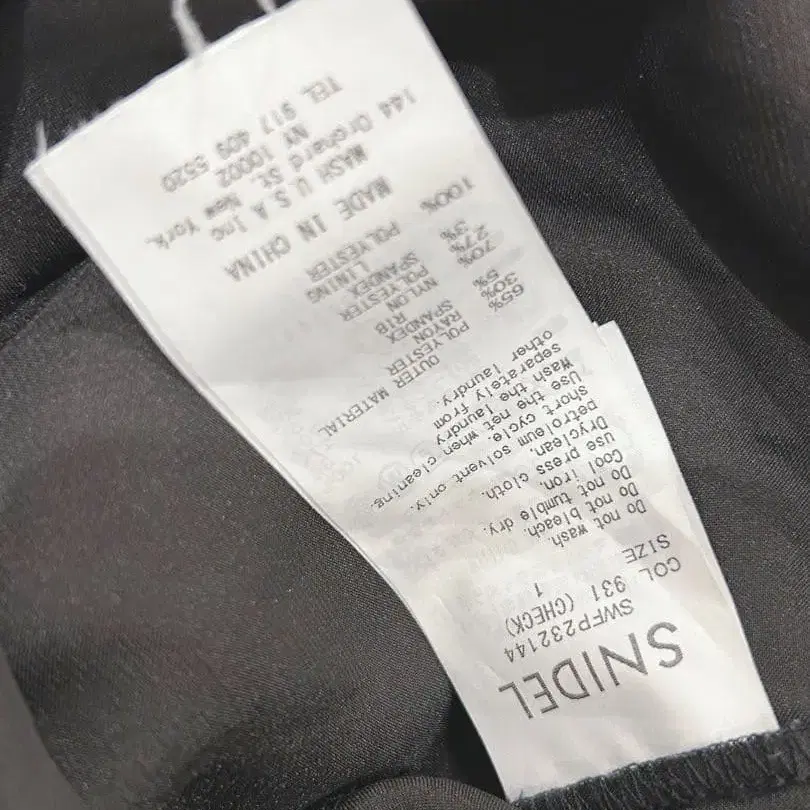 SNIDEL
SWFP232144
COL 931 (CHECK)
SIZE 1
Do not wash.
Do not bleach.
Do not tumble dry.
Cool iron.
use press cloth.
Dryclean.
petroleum solvent only.
short cycle.
Use the net when cleaning.
Wash the laundry
separately from
other laundry.
OUTER MATERIAL
POLYESTER 65%
RAYON 30%
SPANDEX 5%
RIB
NYLON 70%
POLYESTER 27%
SPANDEX 3%
LINING
POLYESTER 100%
MADE IN CHINA
MASH U S A Inc
144 Orchard St. New York.
NY 10002
TEL 917 409 5520